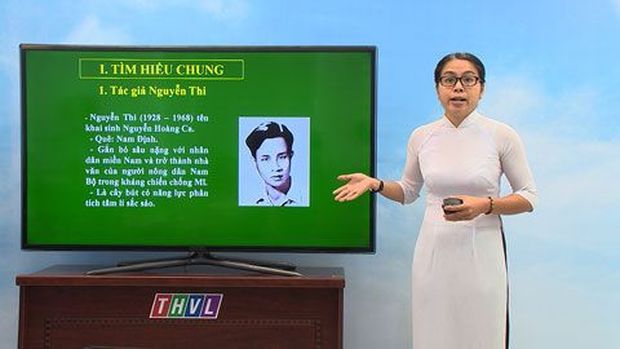 I. TÌM HIỂU CHUNG
1. Tác giả Nguyễn Thi
- Nguyễn Thi (1928 – 1968) tên
khai sinh Nguyễn Hoàng Ca.
- Quê: Nam Định.
- Gắn bó sâu nặng với nhân
dân miền Nam và trở thành nhà
văn của người nông dân Nam
Bộ trong kháng chiến chống Mĩ.
- Là cây bút có năng lực phân
tích tâm lí sắc sảo.
THVL